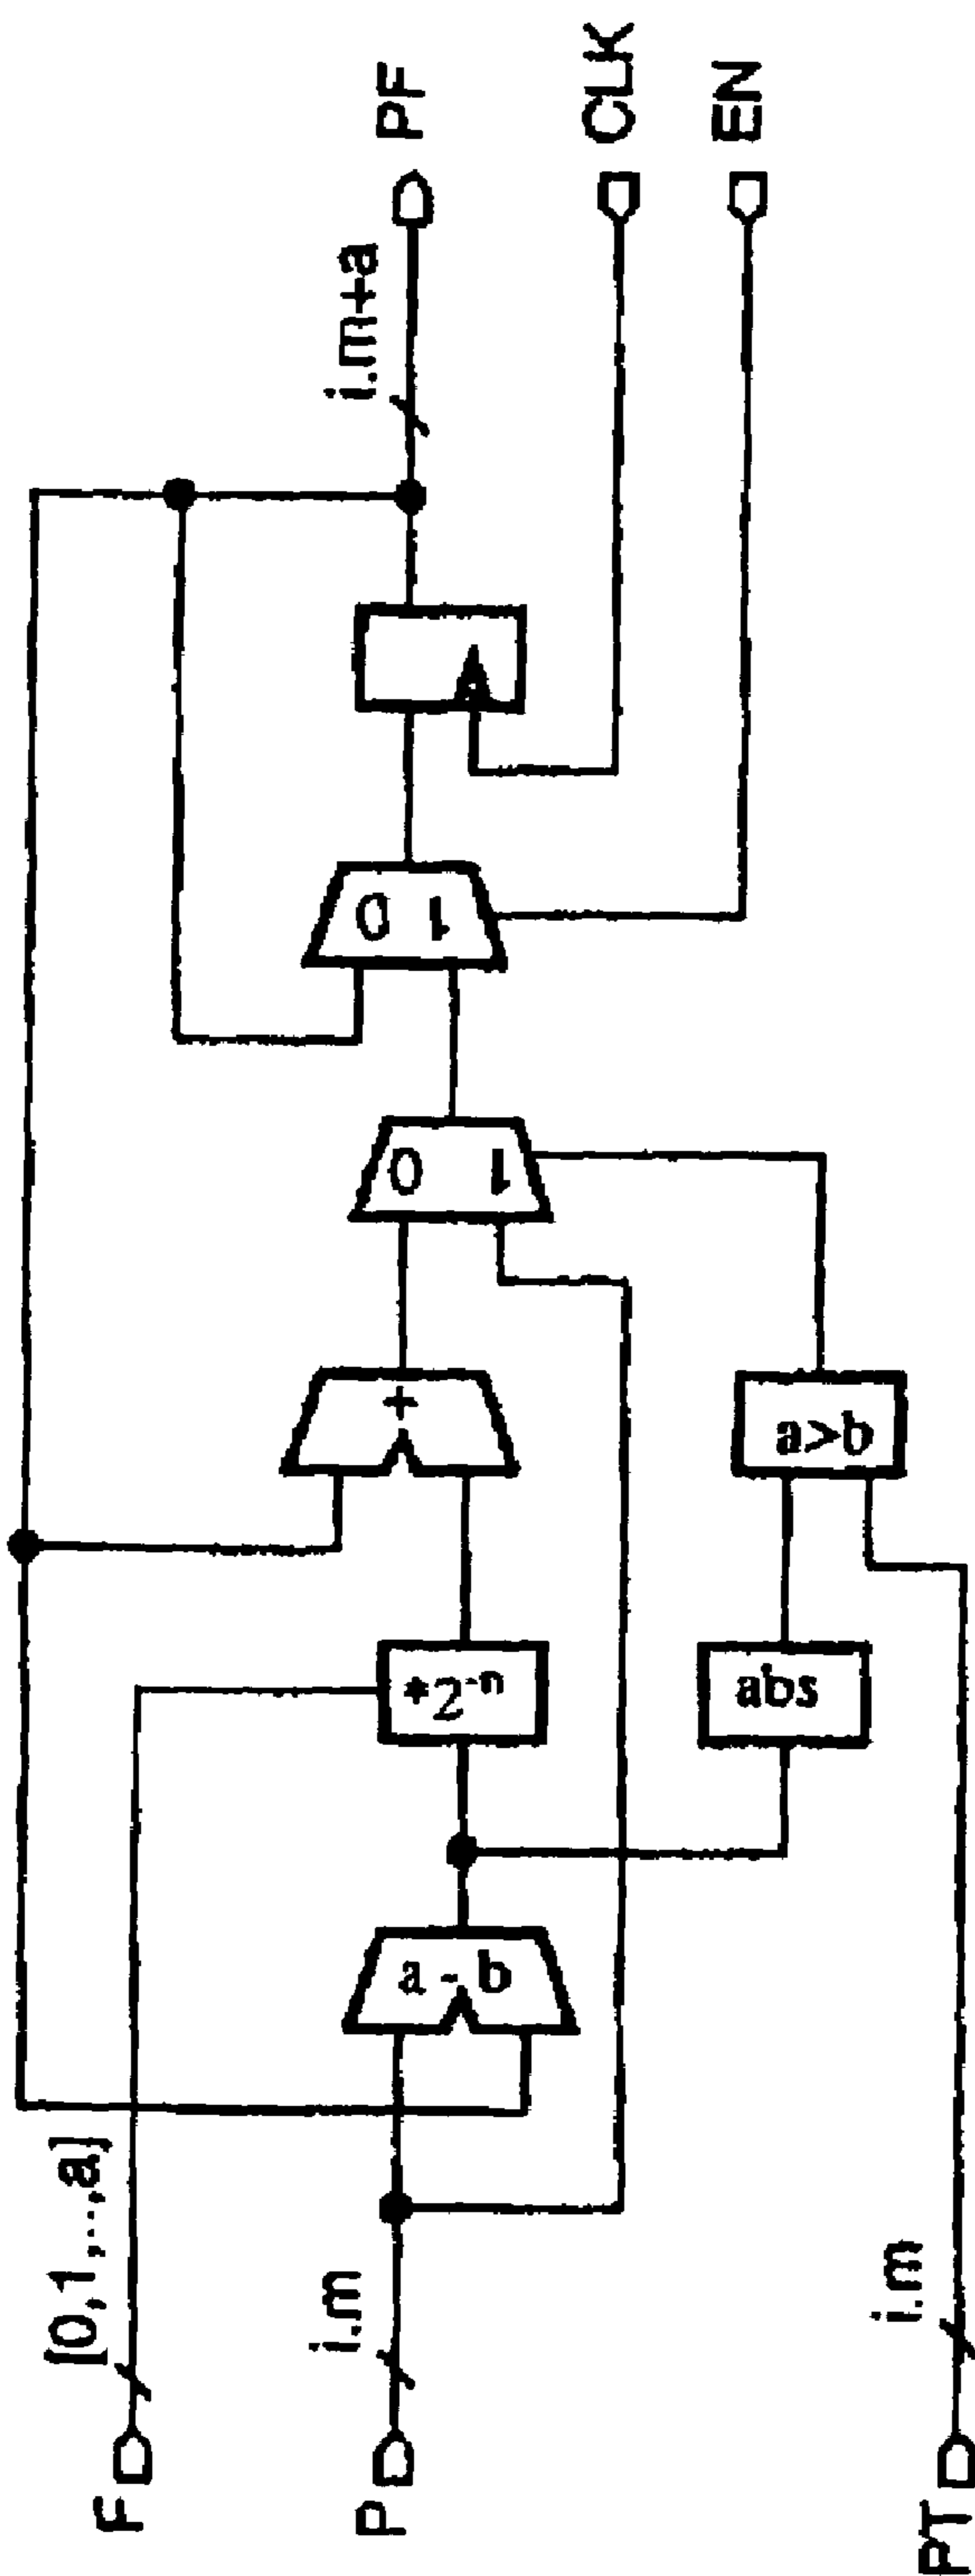 F
[0,1,...,a]
P
i.m
PT
i.m
a - b
*2⁻ⁿ
abs
+
a>b
0
1
0
1
i.m+a
PF
CLK
EN